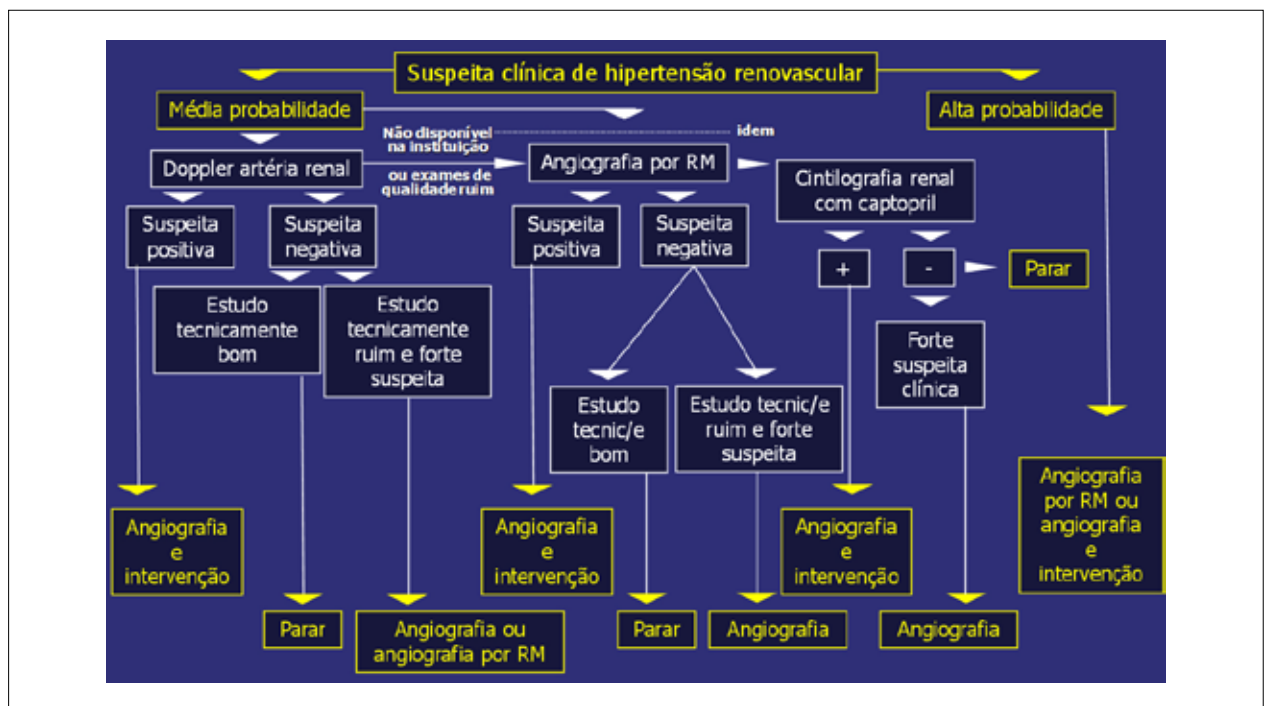 Suspeita clínica de hipertensão renovascular
Média probabilidade
Alta probabilidade
Não disponível
na instituição
idem
Doppler artéria renal
ou exames de
qualidade ruim
Angiografia por RM
Cintilografia renal
com captopril
Suspeita
positiva
Suspeita
negativa
Suspeita
positiva
Suspeita
negativa
+
-
Parar
Estudo
tecnicamente
bom
Estudo
tecnicamente
ruim e forte
suspeita
Forte
suspeita
clínica
Estudo
tecnic/e
bom
Estudo tecnic/e
ruim e forte
suspeita
Angiografia
e
intervenção
Angiografia
e
intervenção
Angiografia
e
intervenção
Angiografia
por RM ou
angiografia
e
intervenção
Parar
Angiografia ou
angiografia por RM
Parar
Angiografia
Angiografia